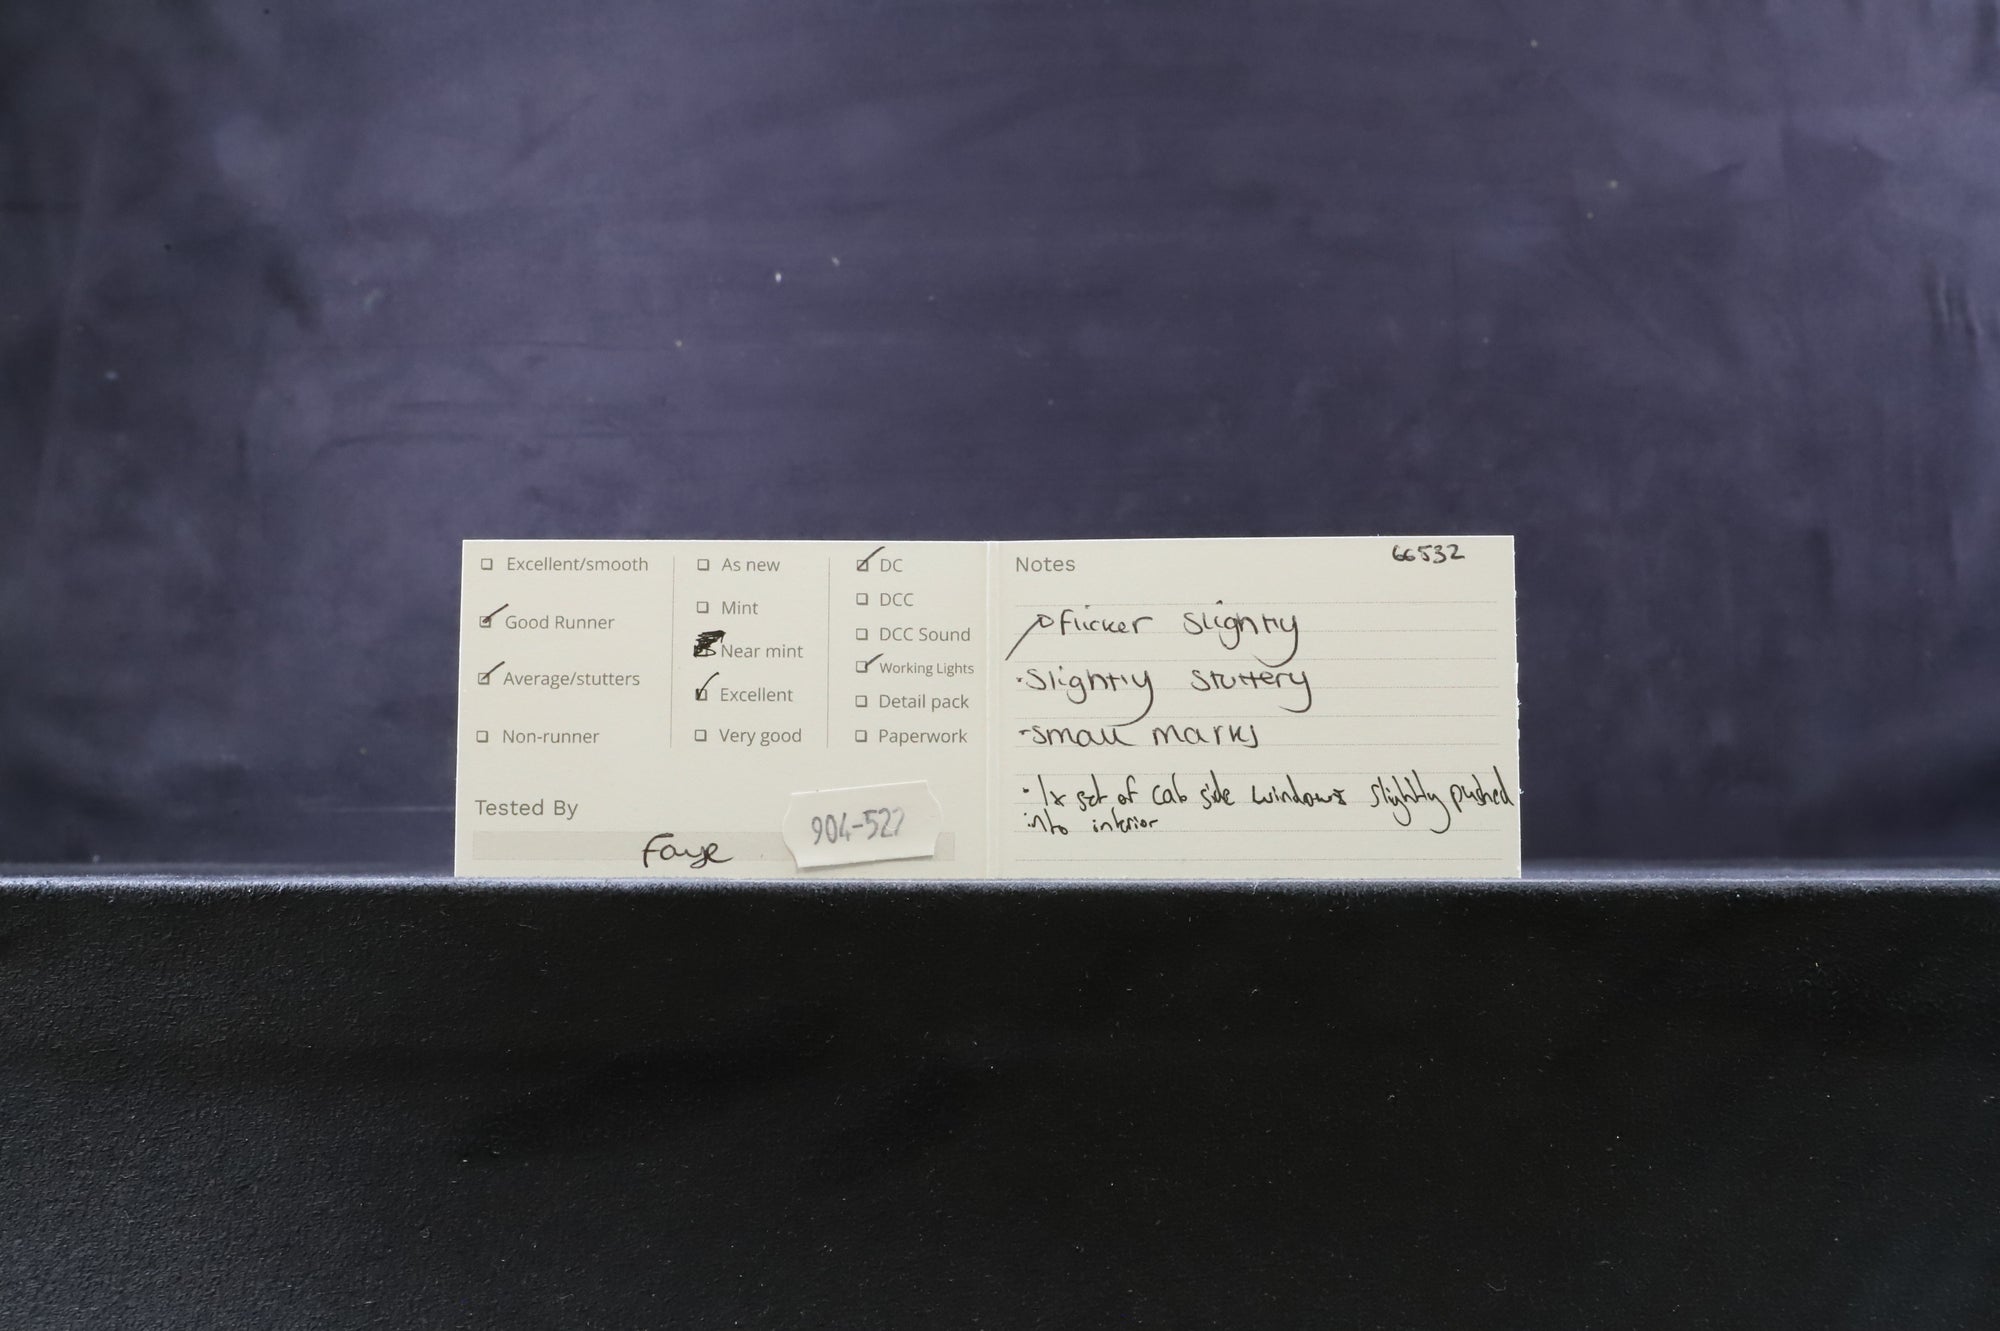 Excellent/smooth
Good Runner
Average/stutters
Non-runner
As new
Mint
Near mint
Excellent
Very good
DC
DCC
DCC Sound
Working Lights
Detail pack
Paperwork
Tested By
Faye
904-522
Notes
66532
flicker slightly
· slightly stuttery
· small marks
· 1x set of cab side windows slightly pushed
into interior